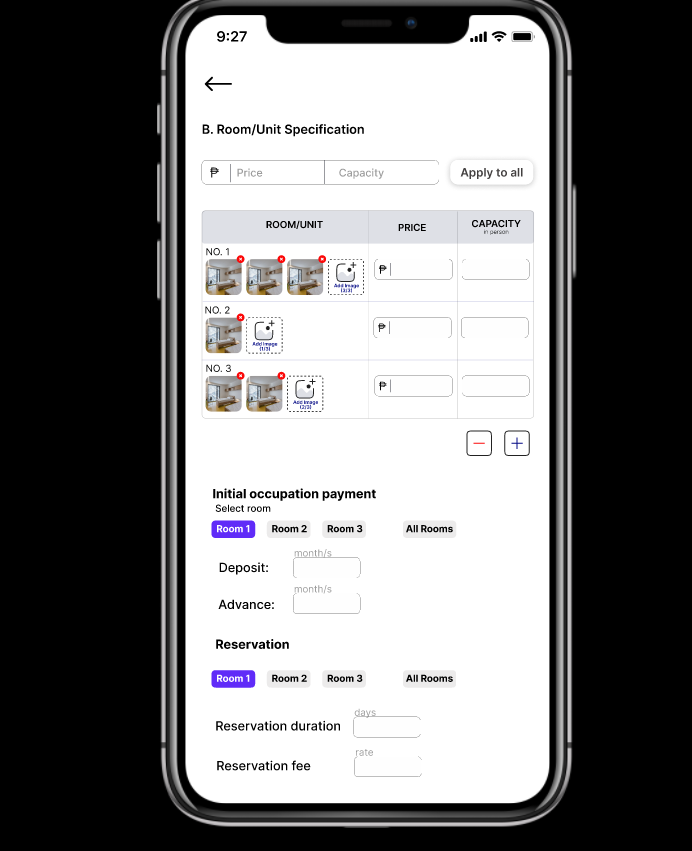 9:27
B. Room/Unit Specification
₱ Price Capacity Apply to all
ROOM/UNIT PRICE CAPACITY
in person
NO. 1
₱
Add Image
(3/3)
NO. 2
₱
Add Image
(1/3)
NO. 3
₱
Add Image
(2/3)
Initial occupation payment
Select room
Room 1 Room 2 Room 3 All Rooms
month/s
Deposit:
month/s
Advance:
Reservation
Room 1 Room 2 Room 3 All Rooms
days
Reservation duration
rate
Reservation fee